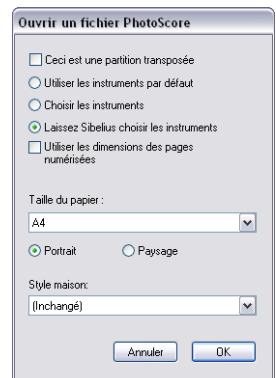 Ouvrir un fichier PhotoScore
Ceci est une partition transposée
Utiliser les instruments par défaut
Choisir les instruments
Laissez Sibelius choisir les instruments
Utiliser les dimensions des pages
numérisées
Taille du papier :
A4
Portrait Paysage
Style maison:
(Inchangé)
Annuler OK